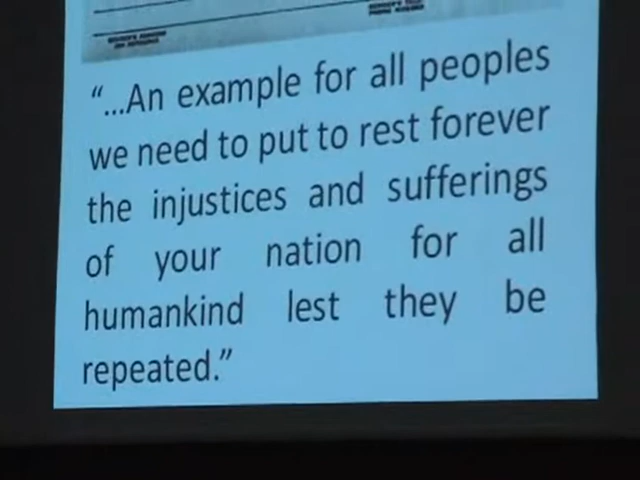 “...An example for all peoples
we need to put to rest forever
the injustices and sufferings
of your nation for all
humankind lest they be
repeated.”